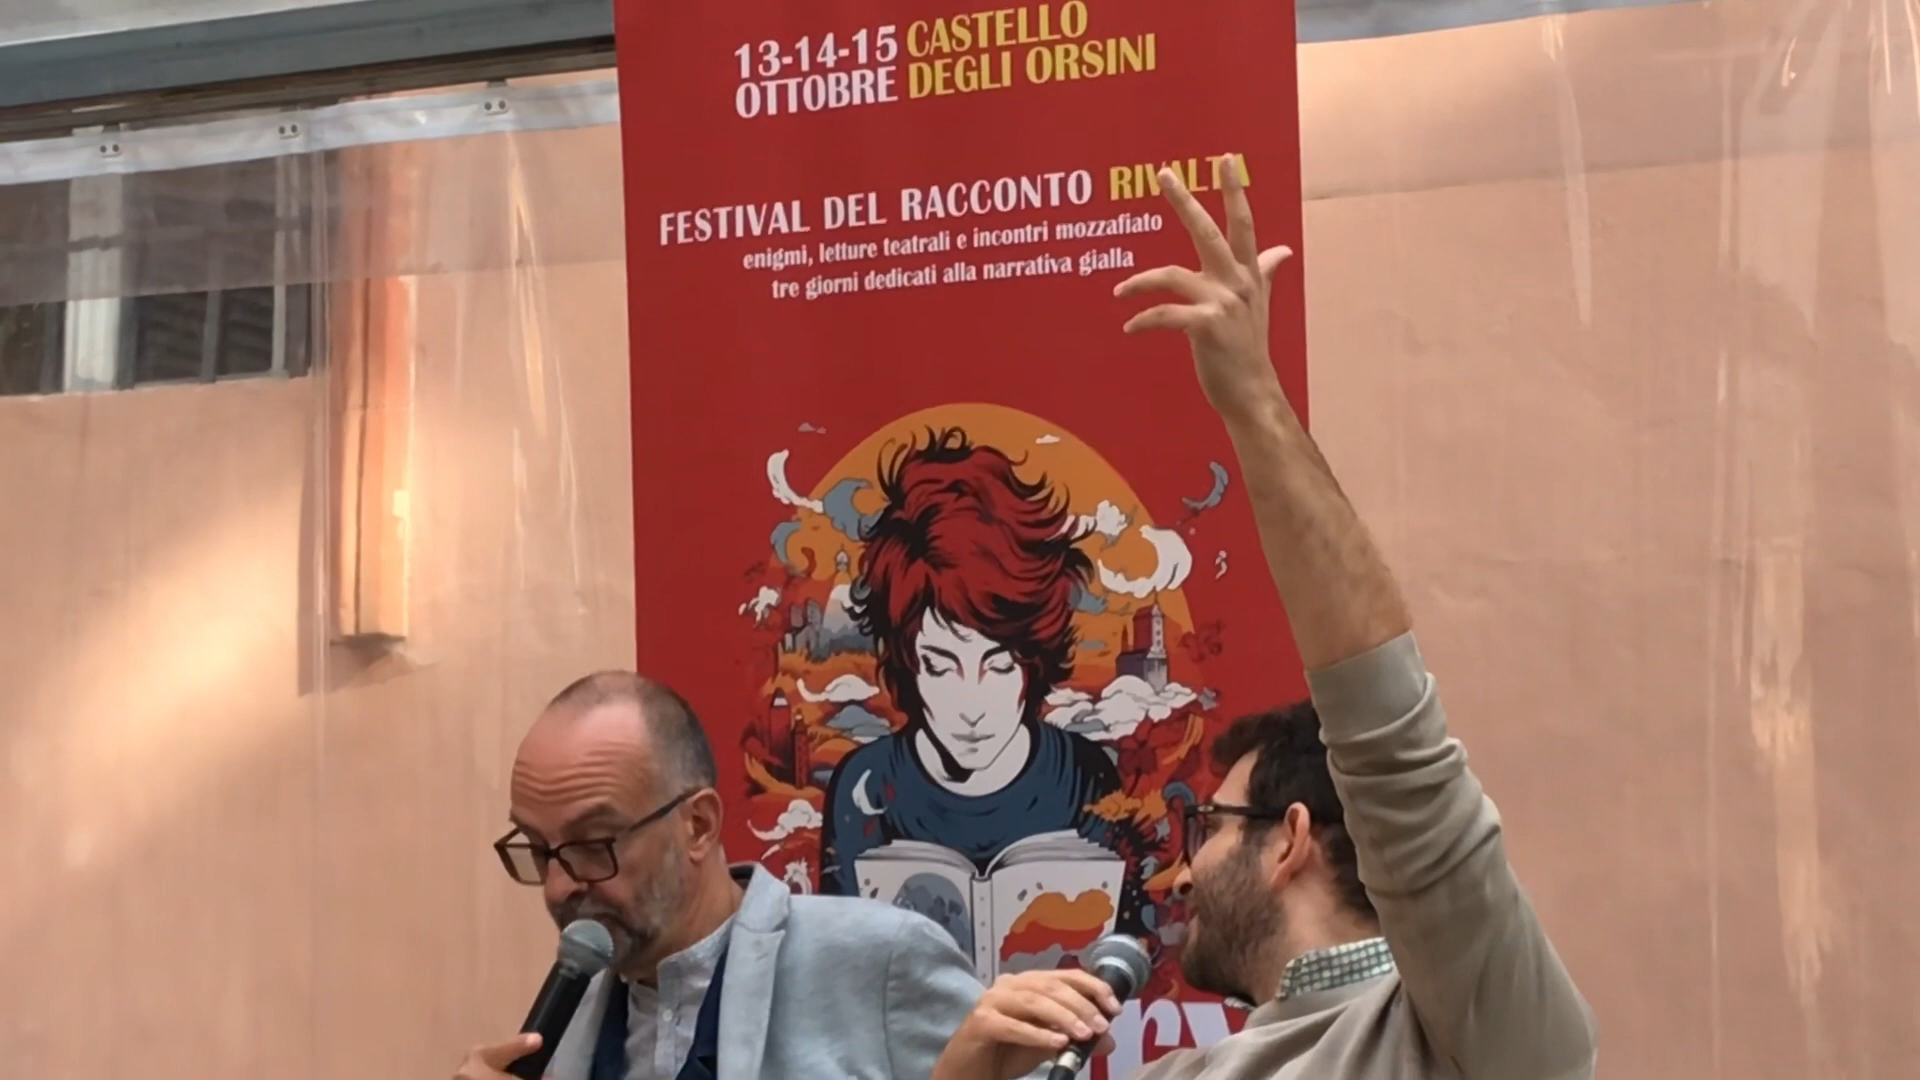 13-14-15 CASTELLO
OTTOBRE DEGLI ORSINI
FESTIVAL DEL RACCONTO RIVALTA
enigmi, letture teatrali e incontri mozzafiato
tre giorni dedicati alla narrativa gialla